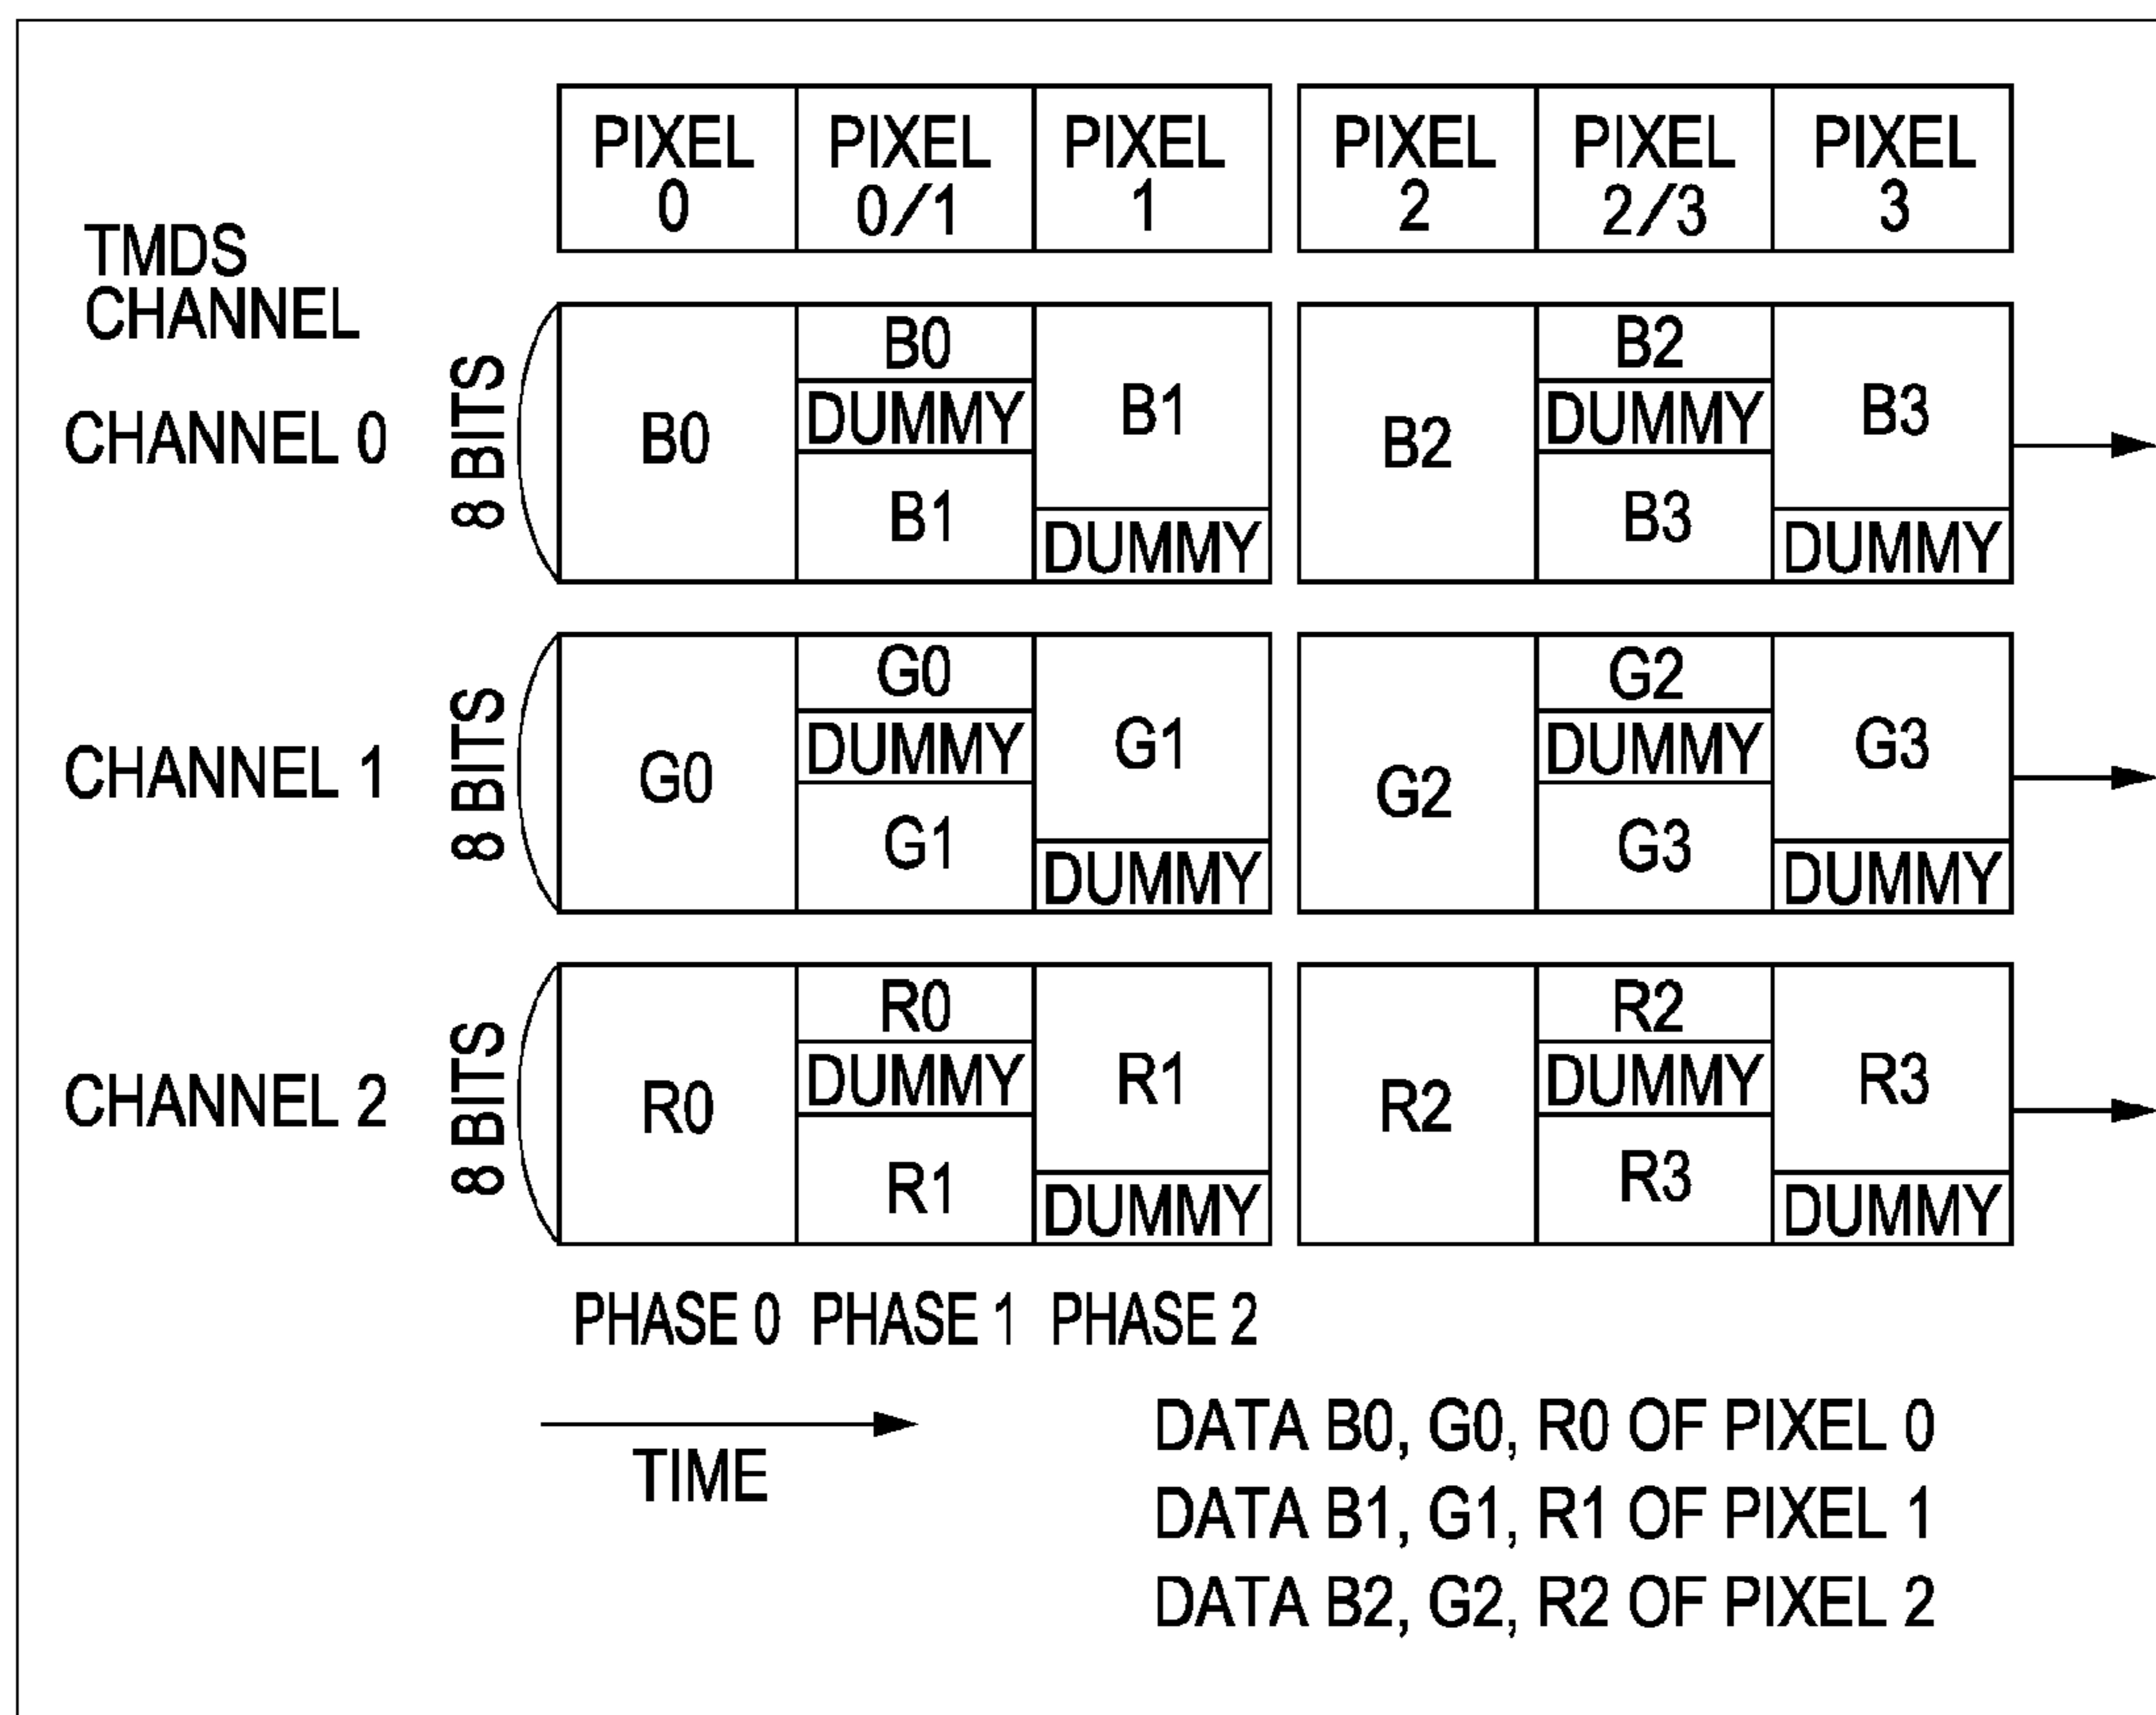 PIXEL 0 PIXEL 0/1 PIXEL 1 PIXEL 2 PIXEL 2/3 PIXEL 3
TMDS
CHANNEL
CHANNEL 0
8 BITS
B0
B0
DUMMY
B1
B1
DUMMY
B2
B2
DUMMY
B3
B3
DUMMY
CHANNEL 1
8 BITS
G0
G0
DUMMY
G1
G1
DUMMY
G2
G2
DUMMY
G3
G3
DUMMY
CHANNEL 2
8 BITS
R0
R0
DUMMY
R1
R1
DUMMY
R2
R2
DUMMY
R3
R3
DUMMY
PHASE 0 PHASE 1 PHASE 2
TIME
DATA B0, G0, R0 OF PIXEL 0
DATA B1, G1, R1 OF PIXEL 1
DATA B2, G2, R2 OF PIXEL 2